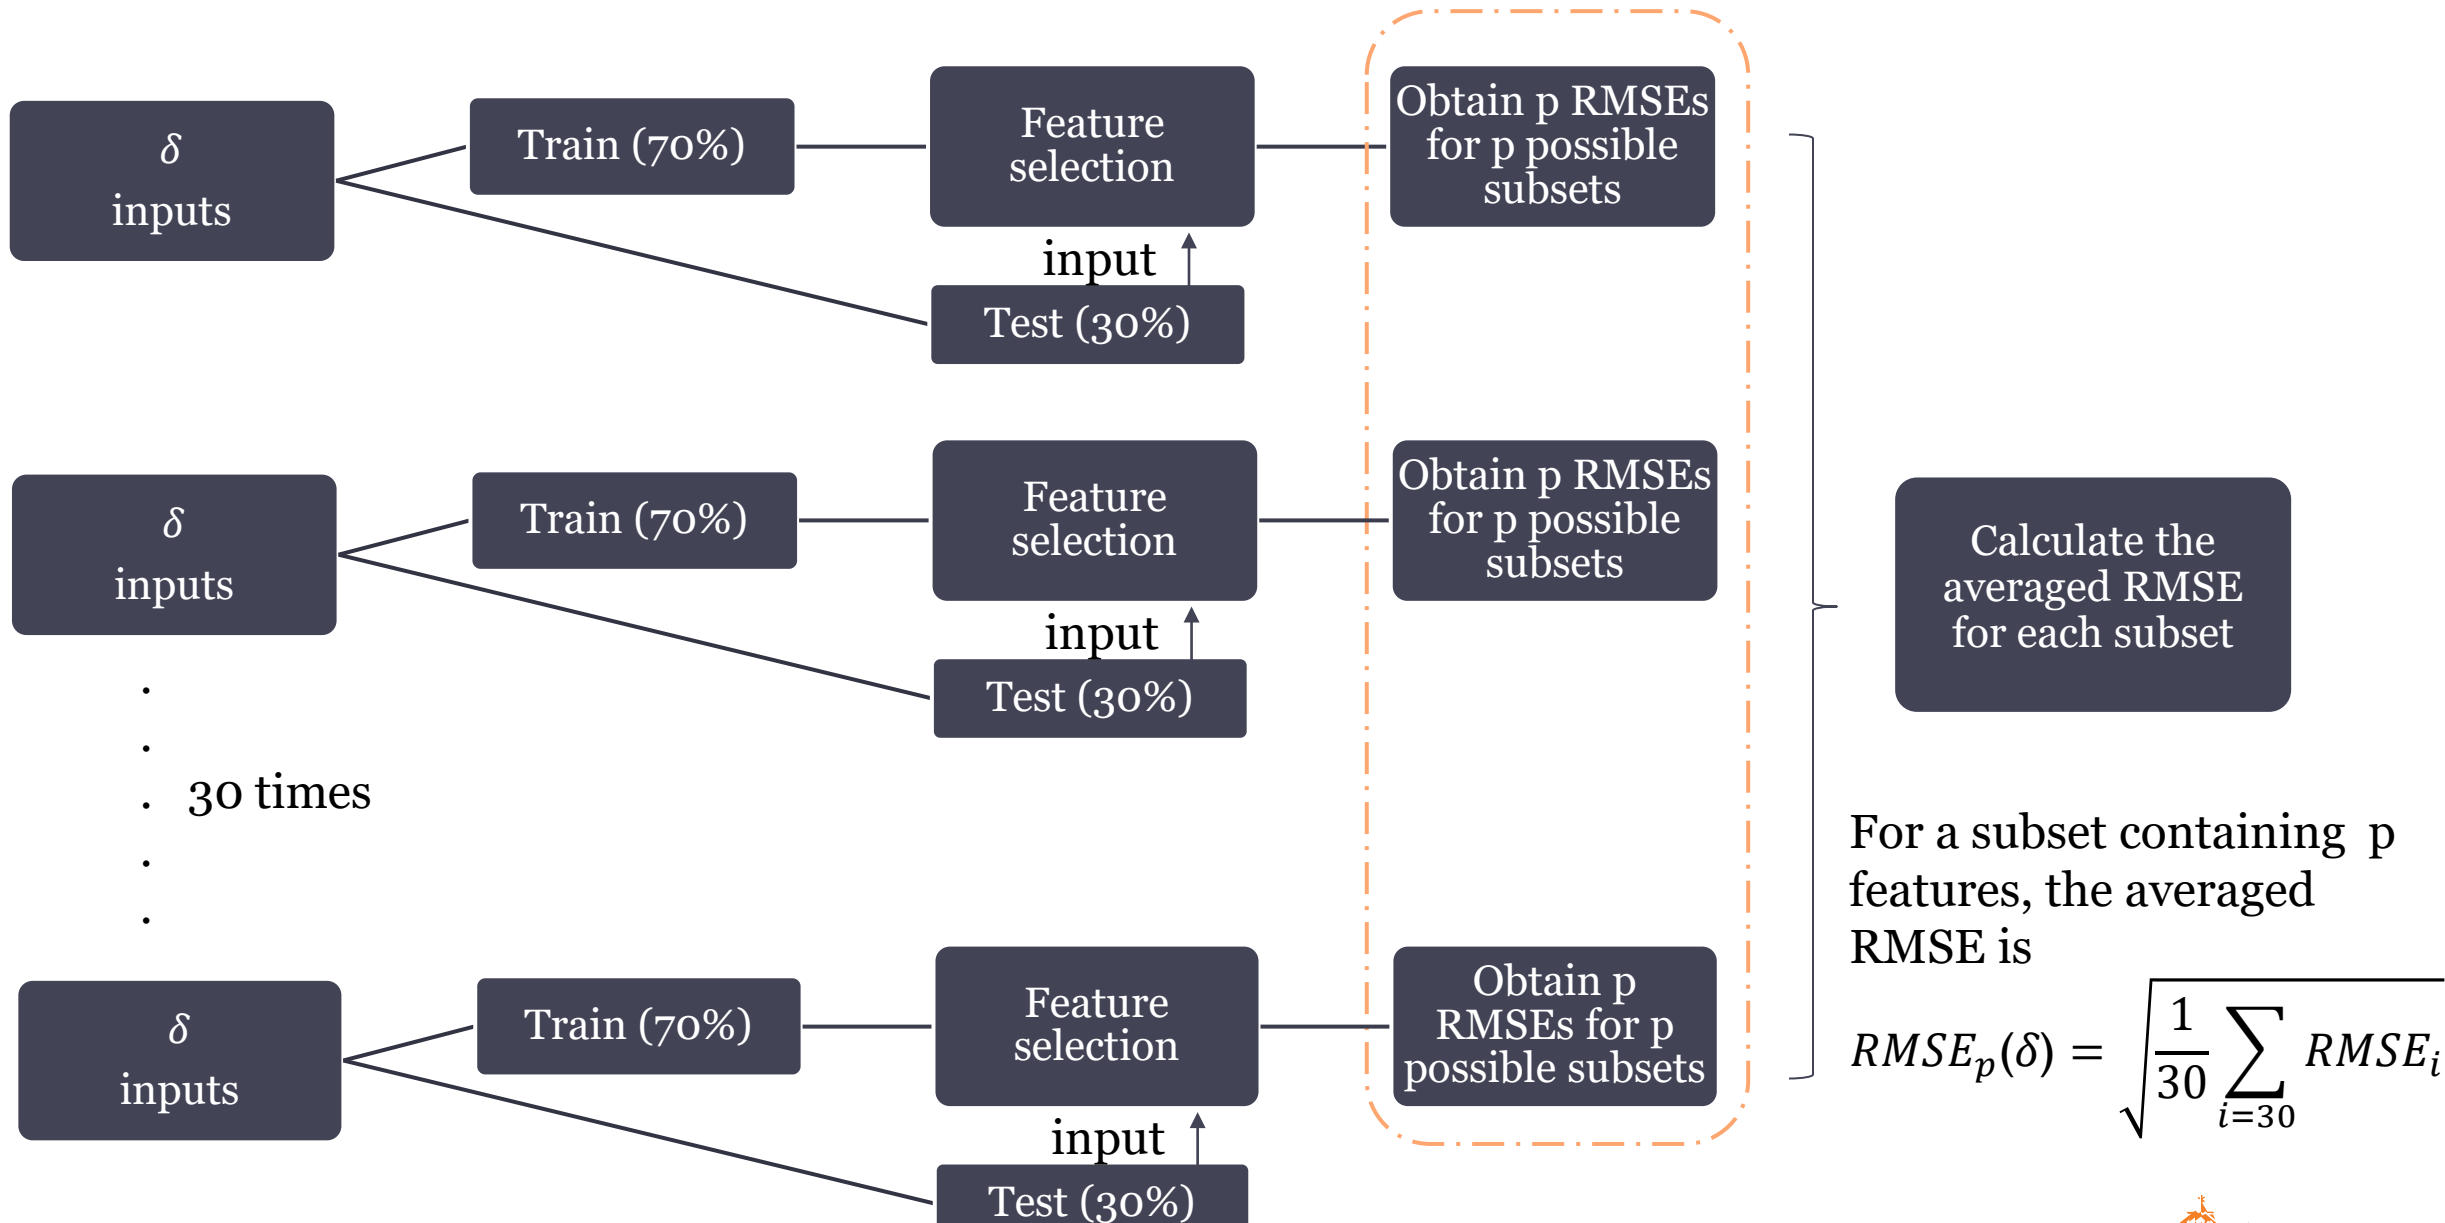 δ
inputs
Train (70%)
Feature
selection
Obtain p RMSEs
for p possible
subsets
input
Test (30%)
δ
inputs
Train (70%)
Feature
selection
Obtain p RMSEs
for p possible
subsets
input
Test (30%)
Calculate the
averaged RMSE
for each subset
.
.
. 30 times
.
.
For a subset containing p
features, the averaged
RMSE is
RMSE_p(δ) = √(1/30 ∑_{i=30} RMSE_i)
δ
inputs
Train (70%)
Feature
selection
Obtain p
RMSEs for p
possible subsets
input
Test (30%)